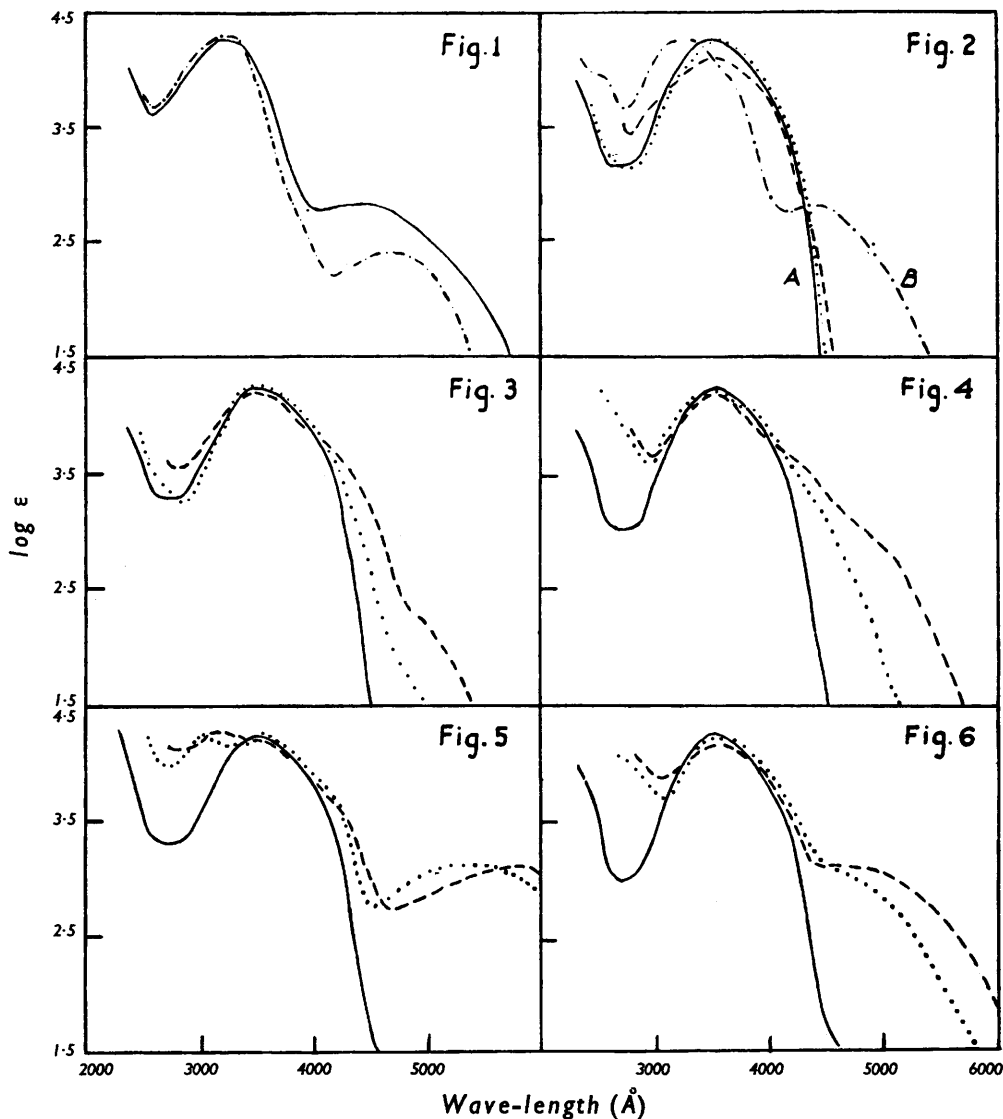 4·5
3·5
2·5
1·5
Fig.1
Fig. 2
A
B
4·5
3·5
2·5
1·5
Fig. 3
Fig. 4
log ε
4·5
3·5
2·5
1·5
Fig. 5
Fig. 6
2000 3000 4000 5000 3000 4000 5000 6000
Wave-length (Å)